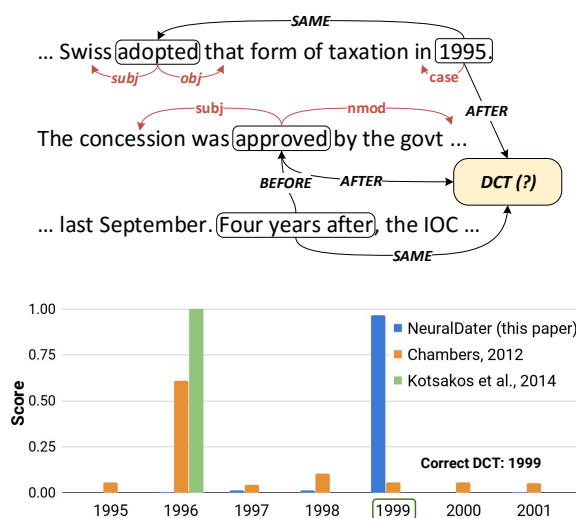 SAME
... Swiss adopted that form of taxation in 1995.
subj obj case
AFTER
subj nmod
The concession was approved by the govt ...
BEFORE AFTER DCT (?)
... last September. Four years after, the IOC ...
SAME
1.00
NeuralDater (this paper)
0.75
Chambers, 2012
Kotsakos et al., 2014
Score
0.50
0.25
Correct DCT: 1999
0.00
1995 1996 1997 1998 1999 2000 2001